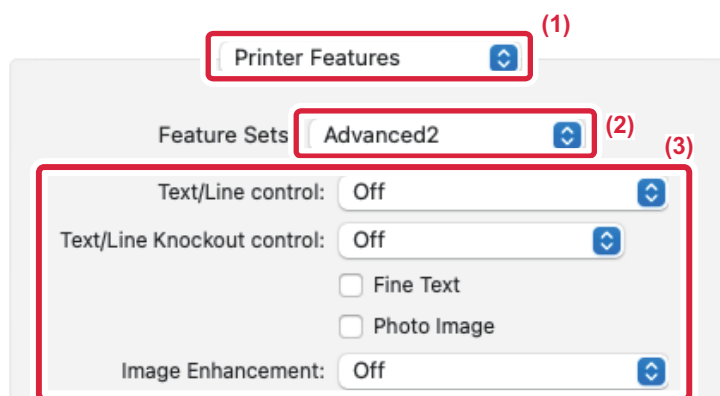 (1)
Printer Features
Feature Sets
Advanced2
(2)
(3)
Text/Line control: Off
Text/Line Knockout control: Off
Fine Text
Photo Image
Image Enhancement: Off